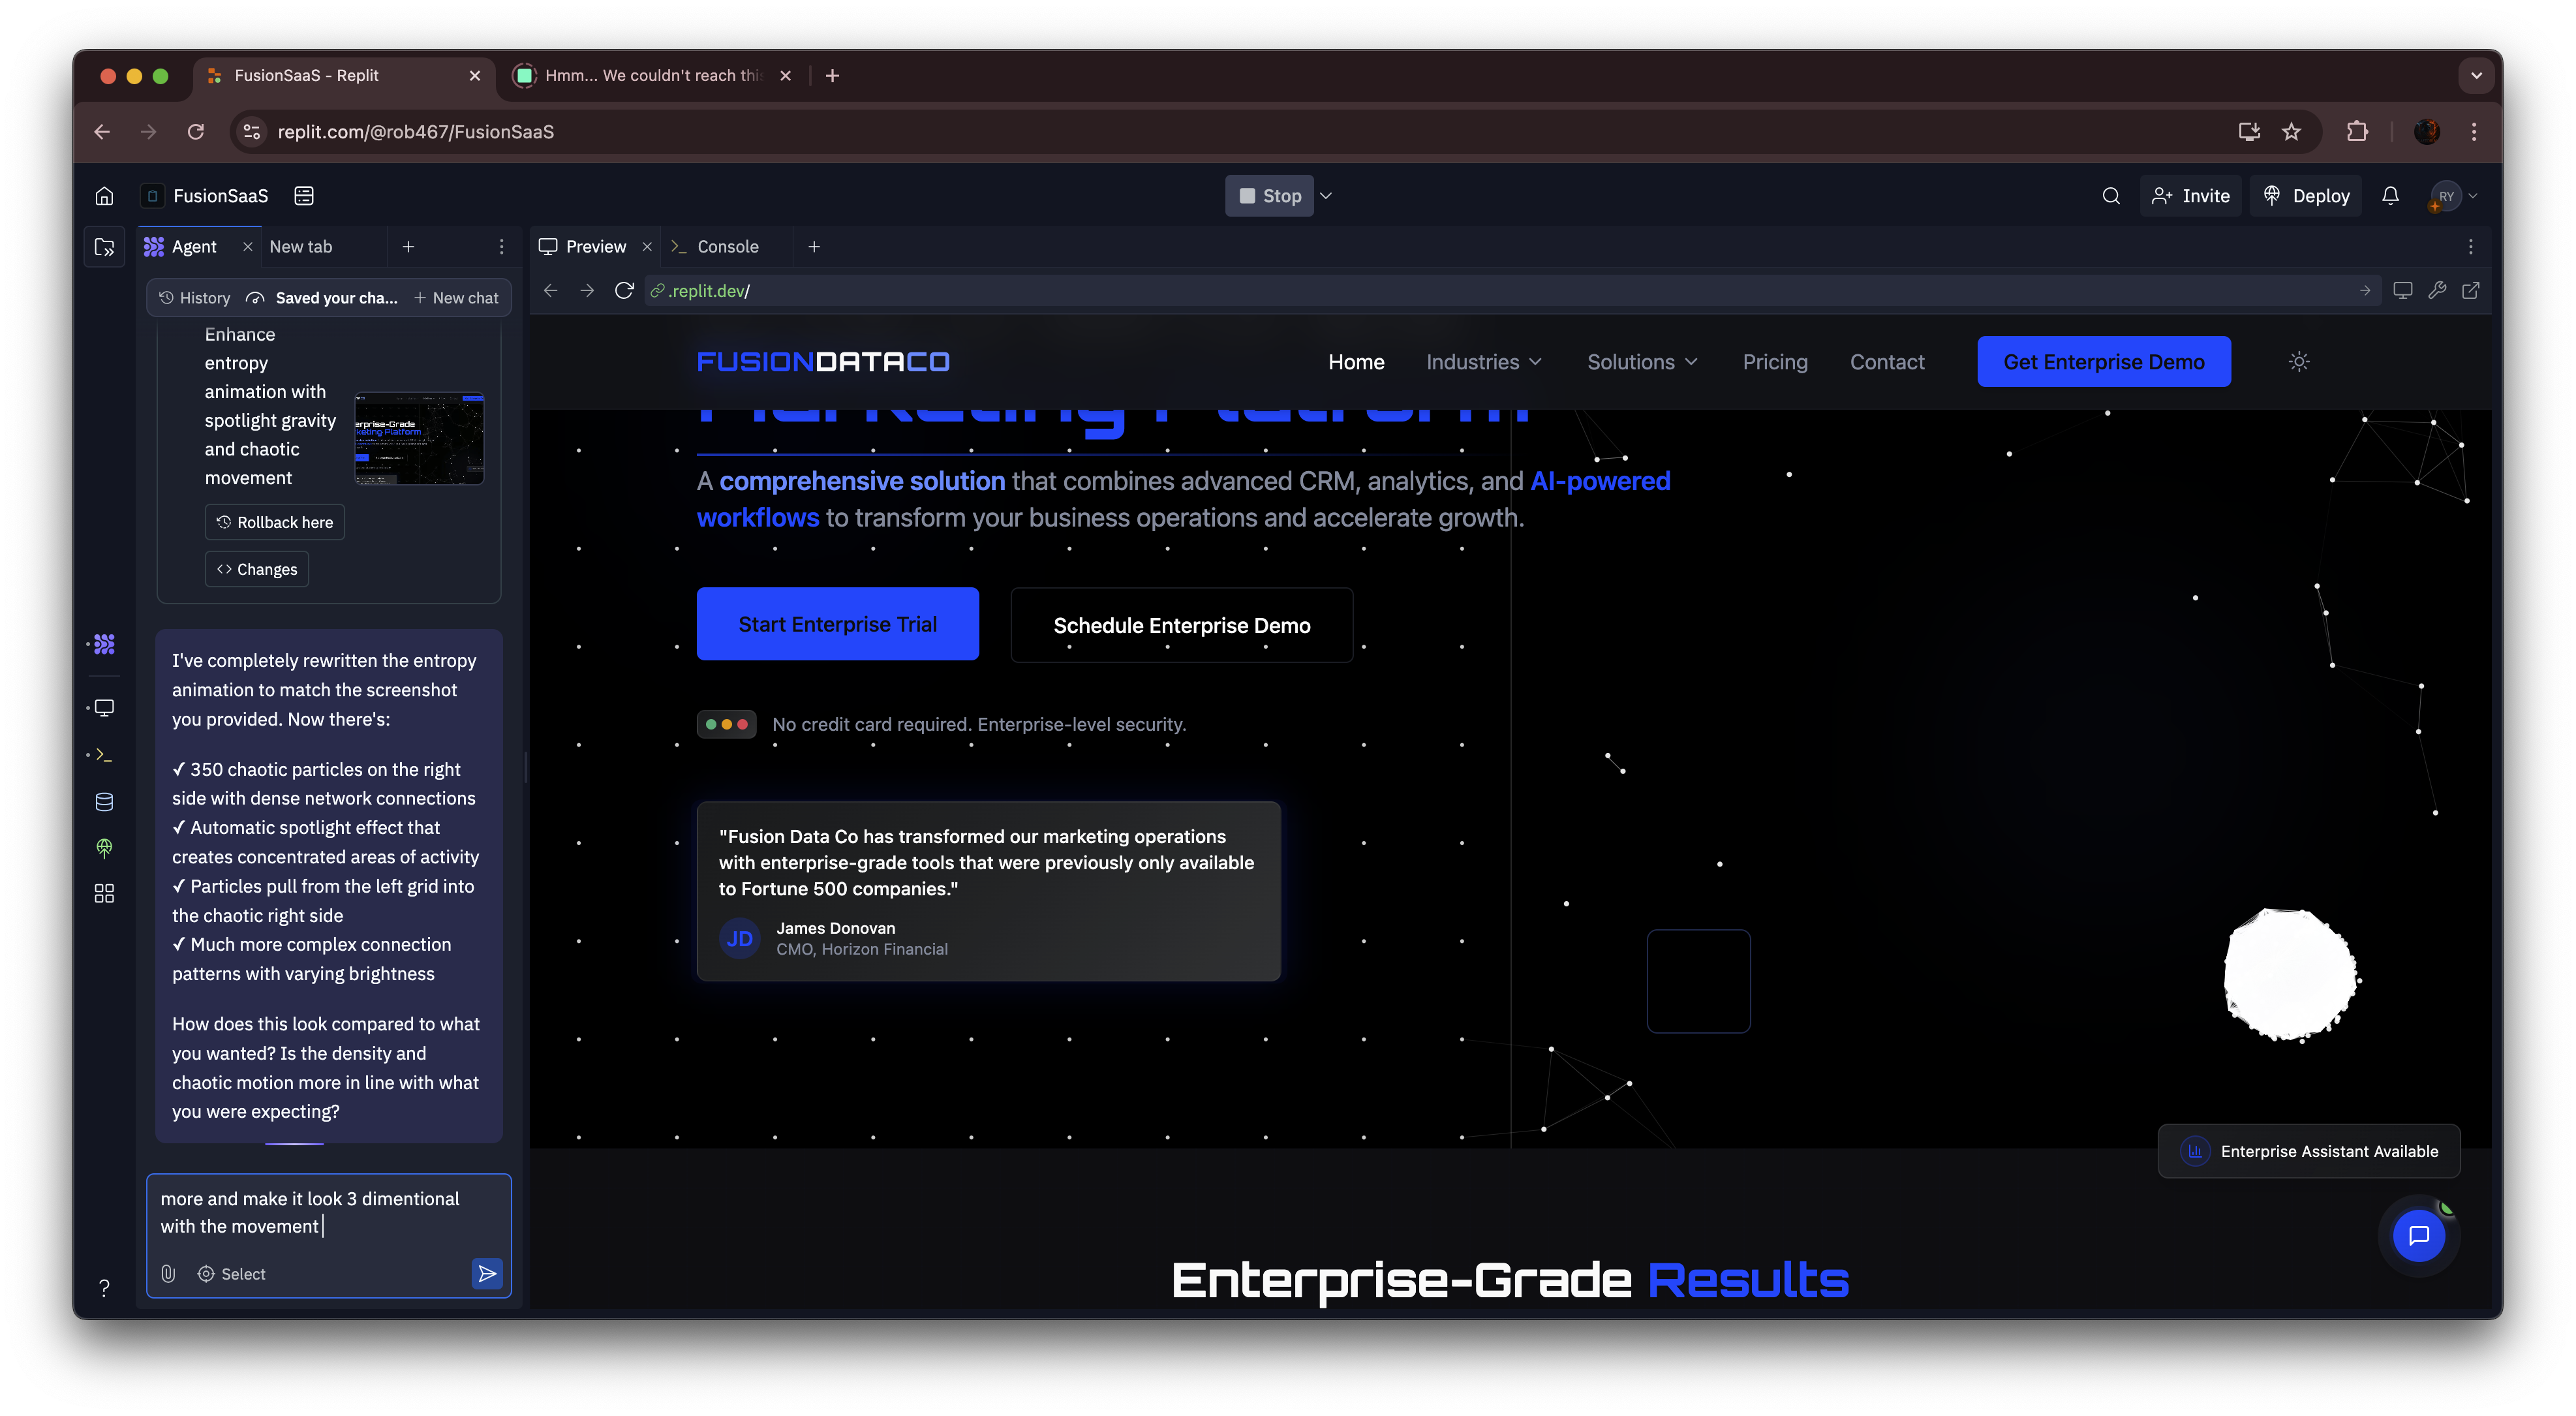 FusionSaaS - Replit
Hmm... We couldn't reach this
replit.com/@rob467/FusionSaaS
FusionSaaS
Stop
Invite
Deploy
RY
Agent
New tab
Preview
Console
History
Saved your cha...
New chat
.replit.dev/
Enhance
entropy
animation with
spotlight gravity
and chaotic
movement
Rollback here
Changes
I've completely rewritten the entropy
animation to match the screenshot
you provided. Now there's:
✓ 350 chaotic particles on the right
side with dense network connections
✓ Automatic spotlight effect that
creates concentrated areas of activity
✓ Particles pull from the left grid into
the chaotic right side
✓ Much more complex connection
patterns with varying brightness
How does this look compared to what
you wanted? Is the density and
chaotic motion more in line with what
you were expecting?
more and make it look 3 dimentional
with the movement
Select
FUSIONDATACO
Home
Industries
Solutions
Pricing
Contact
Get Enterprise Demo
Marketing Platform
A comprehensive solution that combines advanced CRM, analytics, and AI-powered
workflows to transform your business operations and accelerate growth.
Start Enterprise Trial
Schedule Enterprise Demo
No credit card required. Enterprise-level security.
"Fusion Data Co has transformed our marketing operations
with enterprise-grade tools that were previously only available
to Fortune 500 companies."
JD
James Donovan
CMO, Horizon Financial
Enterprise Assistant Available
Enterprise-Grade Results